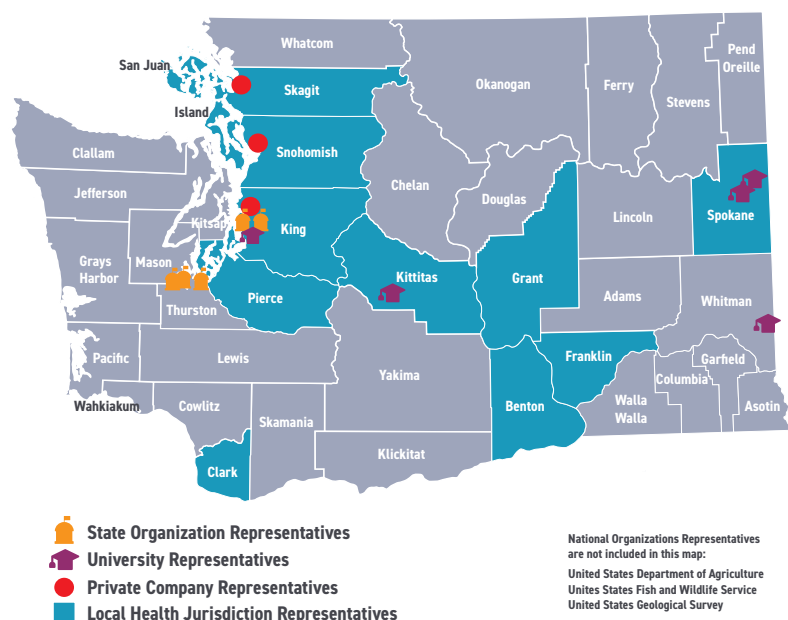 Whatcom
San Juan
Skagit
Island
Okanogan
Ferry
Stevens
Pend
Oreille
Clallam
Snohomish
Jefferson
Chelan
Douglas
Kitsap
King
Lincoln
Spokane
Grays
Harbor
Mason
Kittitas
Grant
Adams
Whitman
Thurston
Pierce
Pacific
Lewis
Yakima
Franklin
Garfield
Columbia
Wahkiakum
Cowlitz
Skamania
Benton
Walla
Walla
Asotin
Klickitat
Clark
State Organization Representatives
University Representatives
Private Company Representatives
Local Health Jurisdiction Representatives
National Organizations Representatives
are not included in this map:
United States Department of Agriculture
Unites States Fish and Wildlife Service
United States Geological Survey